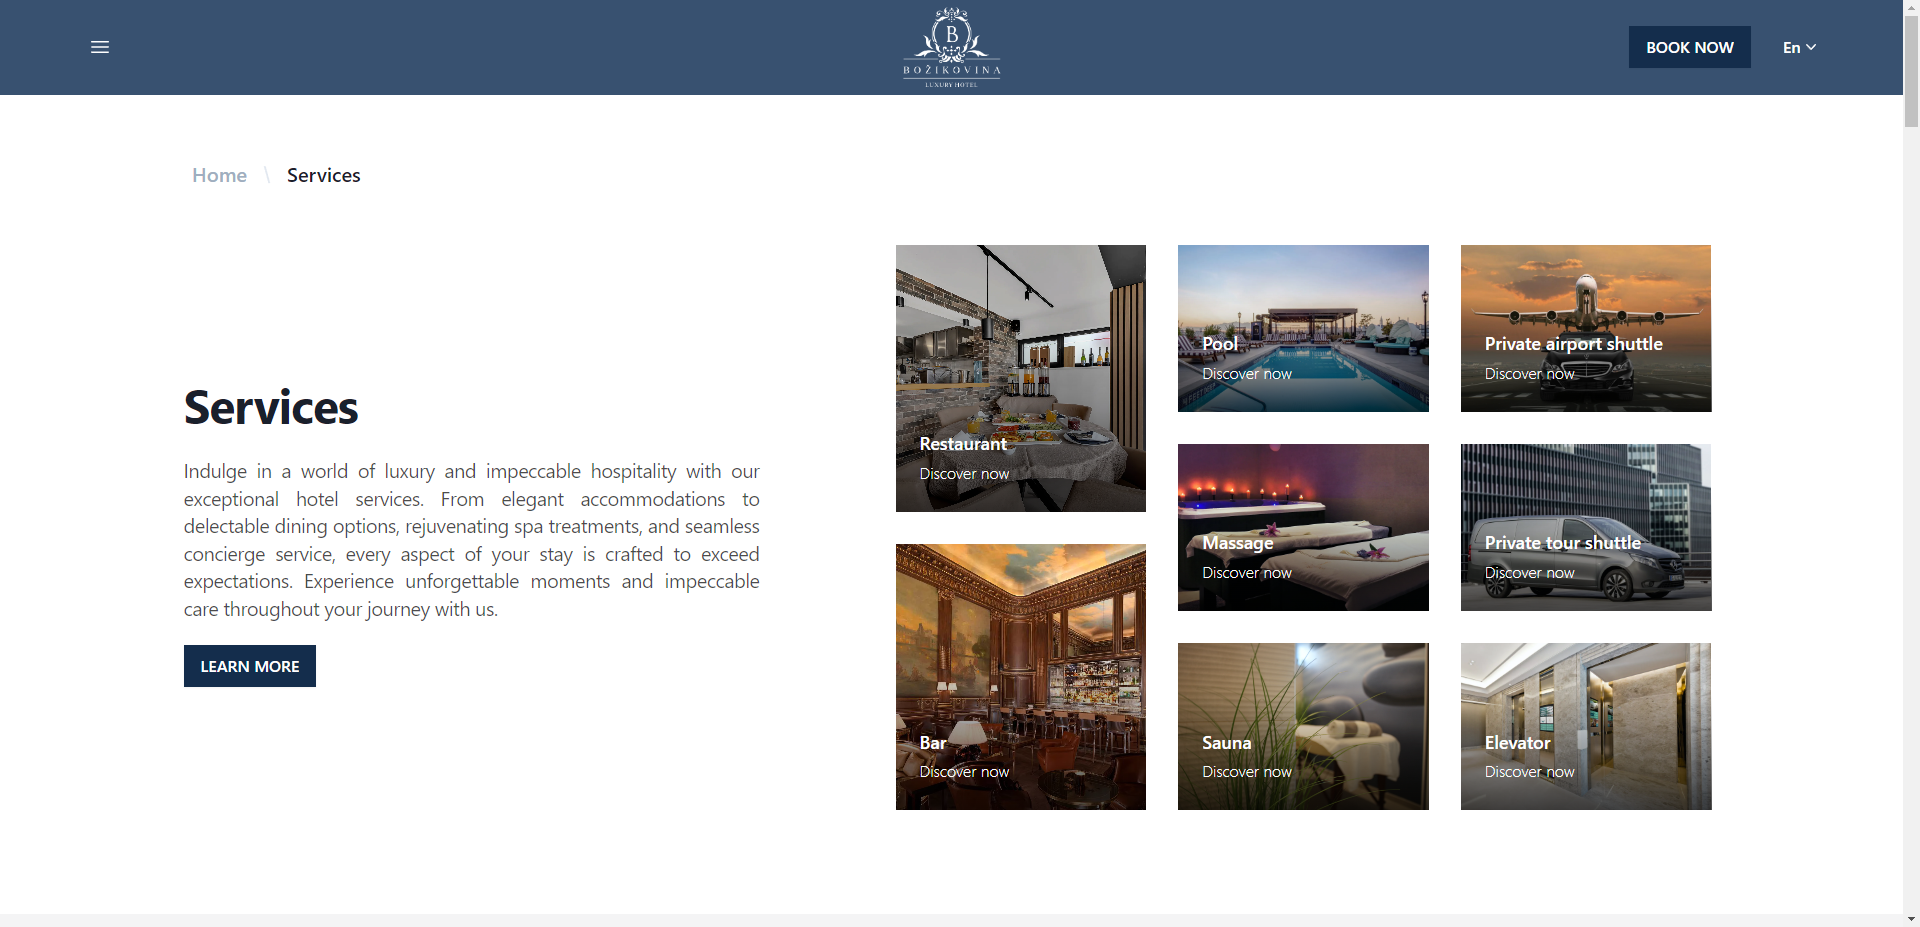 B
BOŽIKOVINA
LUXURY HOTEL
BOOK NOW
En
Home \ Services
Services
Indulge in a world of luxury and impeccable hospitality with our
exceptional hotel services. From elegant accommodations to
delectable dining options, rejuvenating spa treatments, and seamless
concierge service, every aspect of your stay is crafted to exceed
expectations. Experience unforgettable moments and impeccable
care throughout your journey with us.
LEARN MORE
Restaurant
Discover now
Bar
Discover now
Pool
Discover now
Massage
Discover now
Sauna
Discover now
Private airport shuttle
Discover now
Private tour shuttle
Discover now
Elevator
Discover now